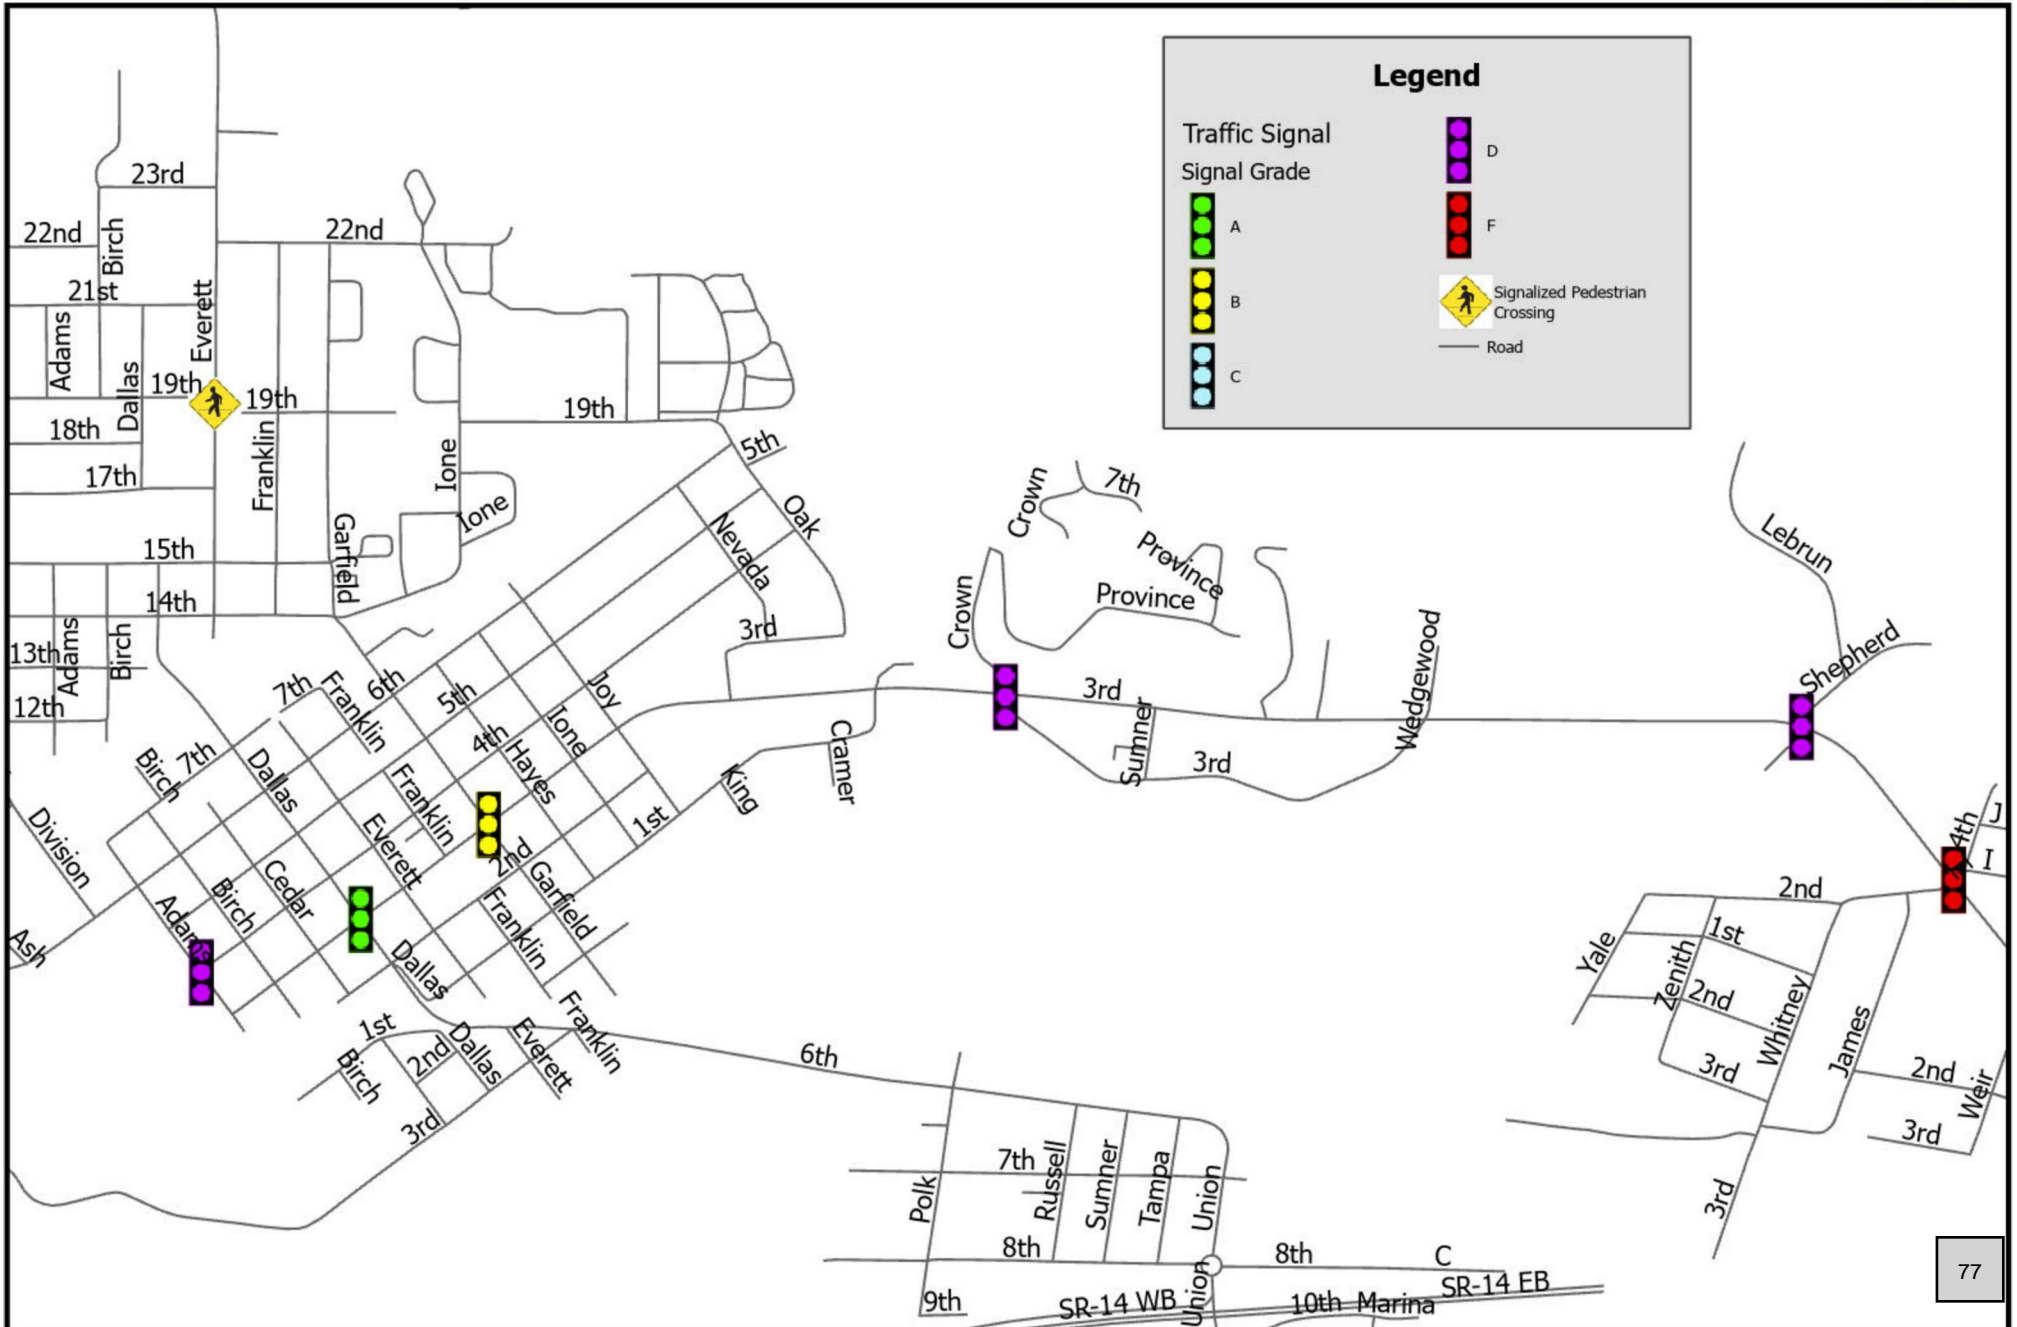 Legend
Traffic Signal
Signal Grade
A
B
C
D
F
Signalized Pedestrian
Crossing
Road
23rd
22nd
Birch
22nd
21st
Everett
Adams
Dallas
19th
19th
19th
18th
17th
Franklin
Ione
Ione
5th
Oak
Nevada
Garfield
15th
14th
13th
Adams
Birch
12th
3rd
Crown
7th
Province
Province
Crown
Lebrun
Shepherd
Wedgewood
3rd
Sumner
3rd
7th
Franklin
6th
5th
Joy
Ione
4th
Hayes
Cramer
King
1st
Birch
7th
Dallas
Franklin
Everett
2nd
Garfield
Franklin
Division
Cedar
Birch
Adams
Ash
Dallas
1st
Birch
2nd
Dallas
Everett
Franklin
3rd
6th
4th
J
I
2nd
Yale
1st
Zenith
2nd
Whitney
3rd
James
2nd
Weir
3rd
3rd
7th
Russell
Sumner
Tampa
Union
Polk
8th
8th
C
9th
SR-14 WB
Union
10th
Marina
SR-14 EB
77